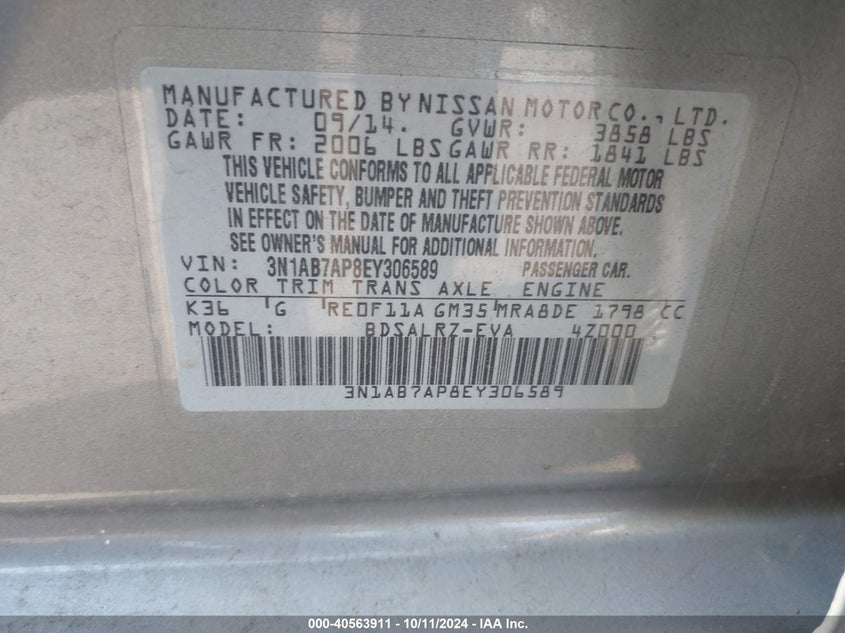 MANUFACTURED BY NISSAN MOTOR CO., LTD.
DATE: 09/14. GVWR: 3858 LBS
GAWR FR: 2006 LBS GAWR RR: 1841 LBS
THIS VEHICLE CONFORMS TO ALL APPLICABLE FEDERAL MOTOR
VEHICLE SAFETY, BUMPER AND THEFT PREVENTION STANDARDS
IN EFFECT ON THE DATE OF MANUFACTURE SHOWN ABOVE.
SEE OWNER'S MANUAL FOR ADDITIONAL INFORMATION.
VIN: 3N1AB7AP8EY306589 PASSENGER CAR.
COLOR TRIM TRANS AXLE ENGINE
K36 G RE0F11A GM35 MRA8DE 1798 CC
MODEL: BDSALRZ-EVA 4Z000
3N1AB7AP8EY306589
000-40563911 - 10/11/2024 - IAA Inc.